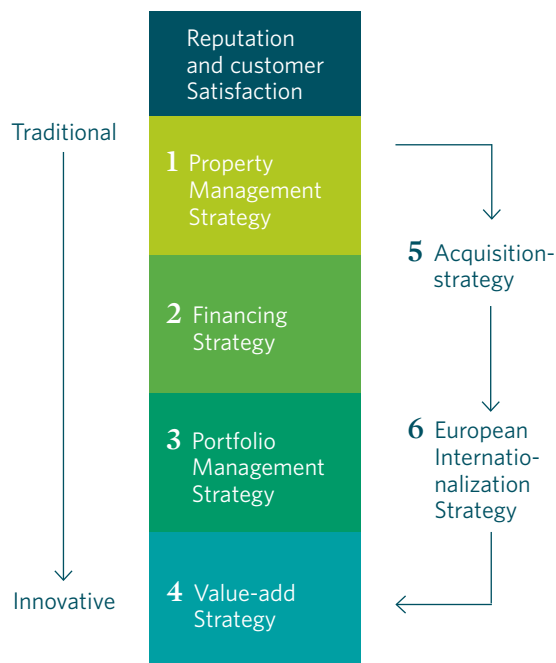 Reputation
and customer
Satisfaction
Traditional
1 Property
Management
Strategy
2 Financing
Strategy
3 Portfolio
Management
Strategy
Innovative
4 Value-add
Strategy
5 Acquisition-
strategy
6 European
Internatio-
nalization
Strategy